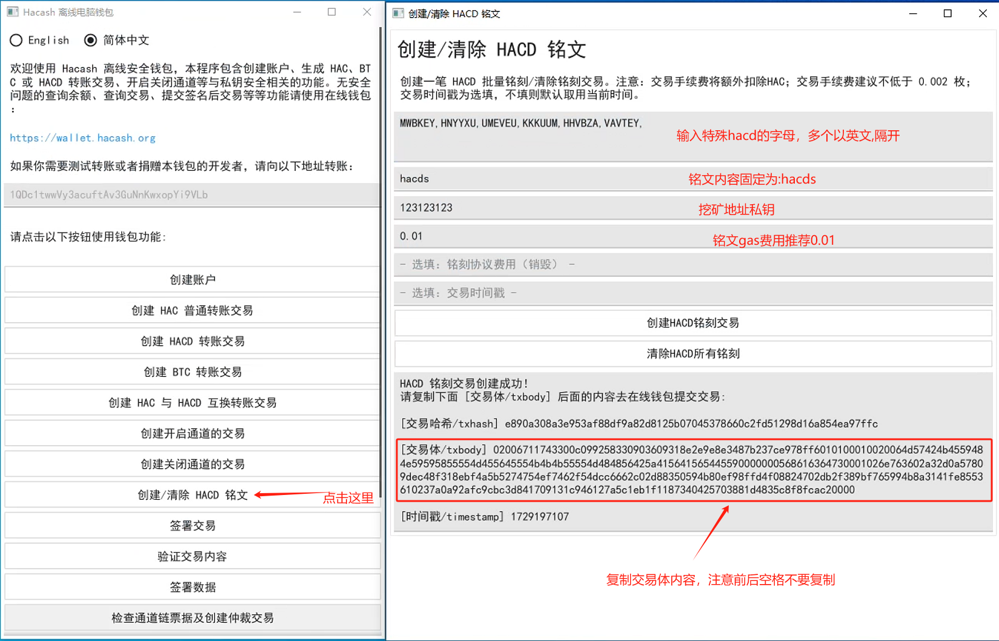 Hacash 离线电脑钱包
English 简体中文
欢迎使用 Hacash 离线安全钱包，本程序包含创建账户、生成 HAC、BT
C 或 HACD 转账交易、开启关闭通道等与私钥安全相关的功能。无安全
问题的查询余额、查询交易、提交签名后交易等等功能请使用在线钱包
：
https://wallet.hacash.org
如果你需要测试转账或者捐赠本钱包的开发者，请向以下地址转账：
1QDc1twwVy3acuftAv3GuNnKwxopYi9VLb
请点击以下按钮使用钱包功能：
创建账户
创建 HAC 普通转账交易
创建 HACD 转账交易
创建 BTC 转账交易
创建 HAC 与 HACD 互换转账交易
创建开启通道的交易
创建关闭通道的交易
创建/清除 HACD 铭文
点击这里
签署交易
验证交易内容
签署数据
检查通道链票据及创建仲裁交易
创建/清除 HACD 铭文
创建/清除 HACD 铭文
创建一笔 HACD 批量铭刻/清除铭刻交易。注意：交易手续费将额外扣除HAC；交易手续费建议不低于 0.002 枚；
交易时间戳为选填，不填则默认取用当前时间。
MWBKEY,HNYYXU,UMEVEU,KKKUUM,HHVBZA,VAVTEY,
输入特殊hacd的字母，多个以英文,隔开
hacds
铭文内容固定为:hacds
123123123
挖矿地址私钥
0.01
铭文gas费用推荐0.01
- 选填：铭刻协议费用（销毁） -
- 选填：交易时间戳 -
创建HACD铭刻交易
清除HACD所有铭刻
HACD 铭刻交易创建成功！
请复制下面 [交易体/txbody] 后面的内容去在线钱包提交交易：
[交易哈希/txhash] e890a308a3e953af88df9a82d8125b07045378660c2fd51298d16a854ea97ffc
[交易体/txbody] 02006711743300c099258330903609318e2e9e8e3487b237ce978ff6010100010020064d57424b455948
4e59595855554d455645554b4b4b55554d484856425a415641565445590000000568616364730001026e763602a32d0a5780
9dec48f318ebf4a5b5274754ef7462f54dcc6662c02d88350594b80ef98ffd4f08824702db2f389bf765994b8a3141fe8553
610237a0a92afc9cbc3d841709131c946127a5c1eb1f1187340425703881d4835c8f8fcac20000
[时间戳/timestamp] 1729197107
复制交易体内容，注意前后空格不要复制